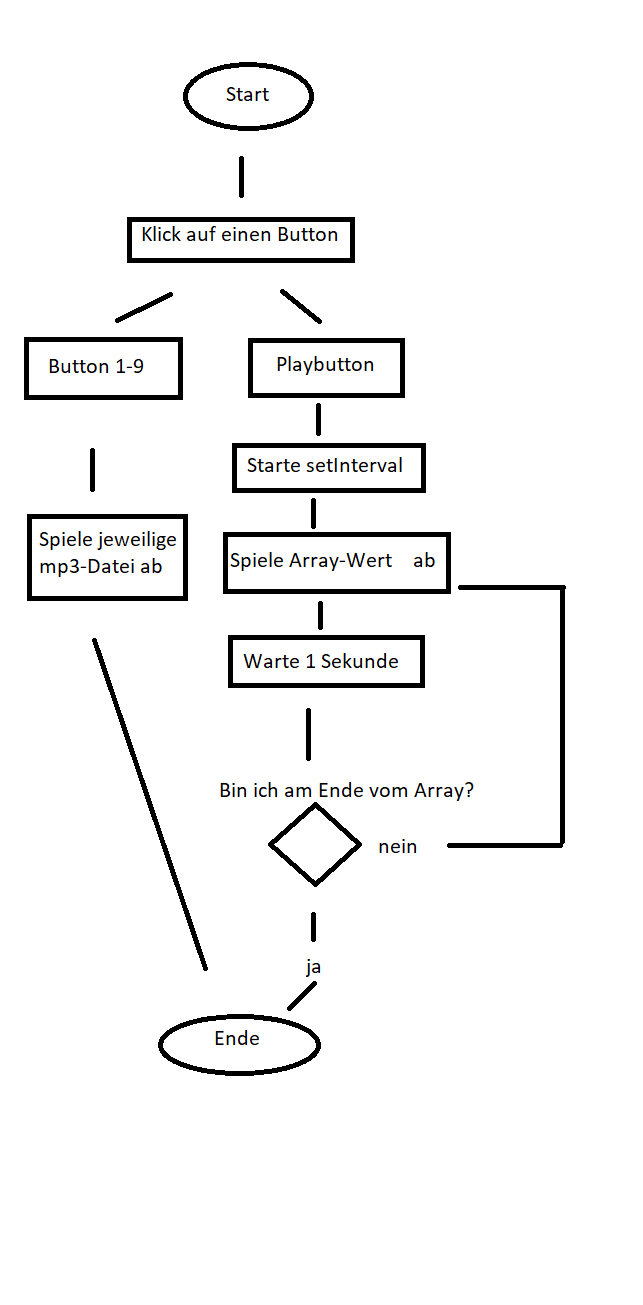 Start
Klick auf einen Button
Button 1-9
Playbutton
Starte setInterval
Spiele jeweilige
mp3-Datei ab
Spiele Array-Wert ab
Warte 1 Sekunde
Bin ich am Ende vom Array?
nein
ja
Ende